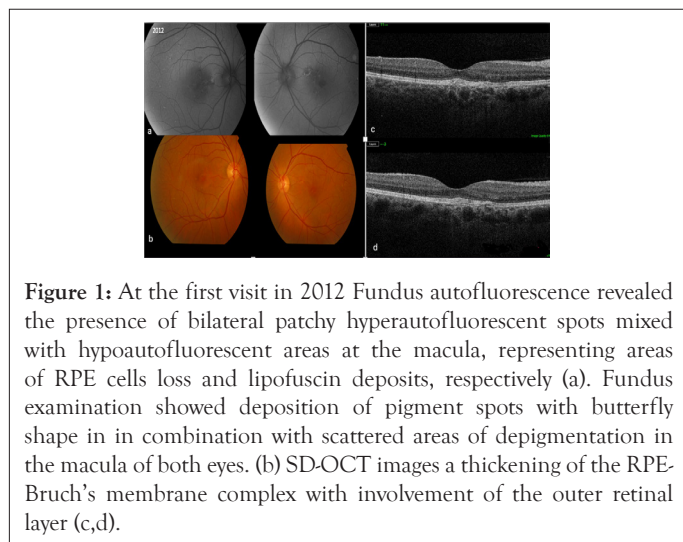 2012
a
c
b
d
Figure 1: At the first visit in 2012 Fundus autofluorescence revealed
the presence of bilateral patchy hyperautofluorescent spots mixed
with hypoautofluorescent areas at the macula, representing areas
of RPE cells loss and lipofuscin deposits, respectively (a). Fundus
examination showed deposition of pigment spots with butterfly
shape in in combination with scattered areas of depigmentation in
the macula of both eyes. (b) SD-OCT images a thickening of the RPE-
Bruch's membrane complex with involvement of the outer retinal
layer (c,d).